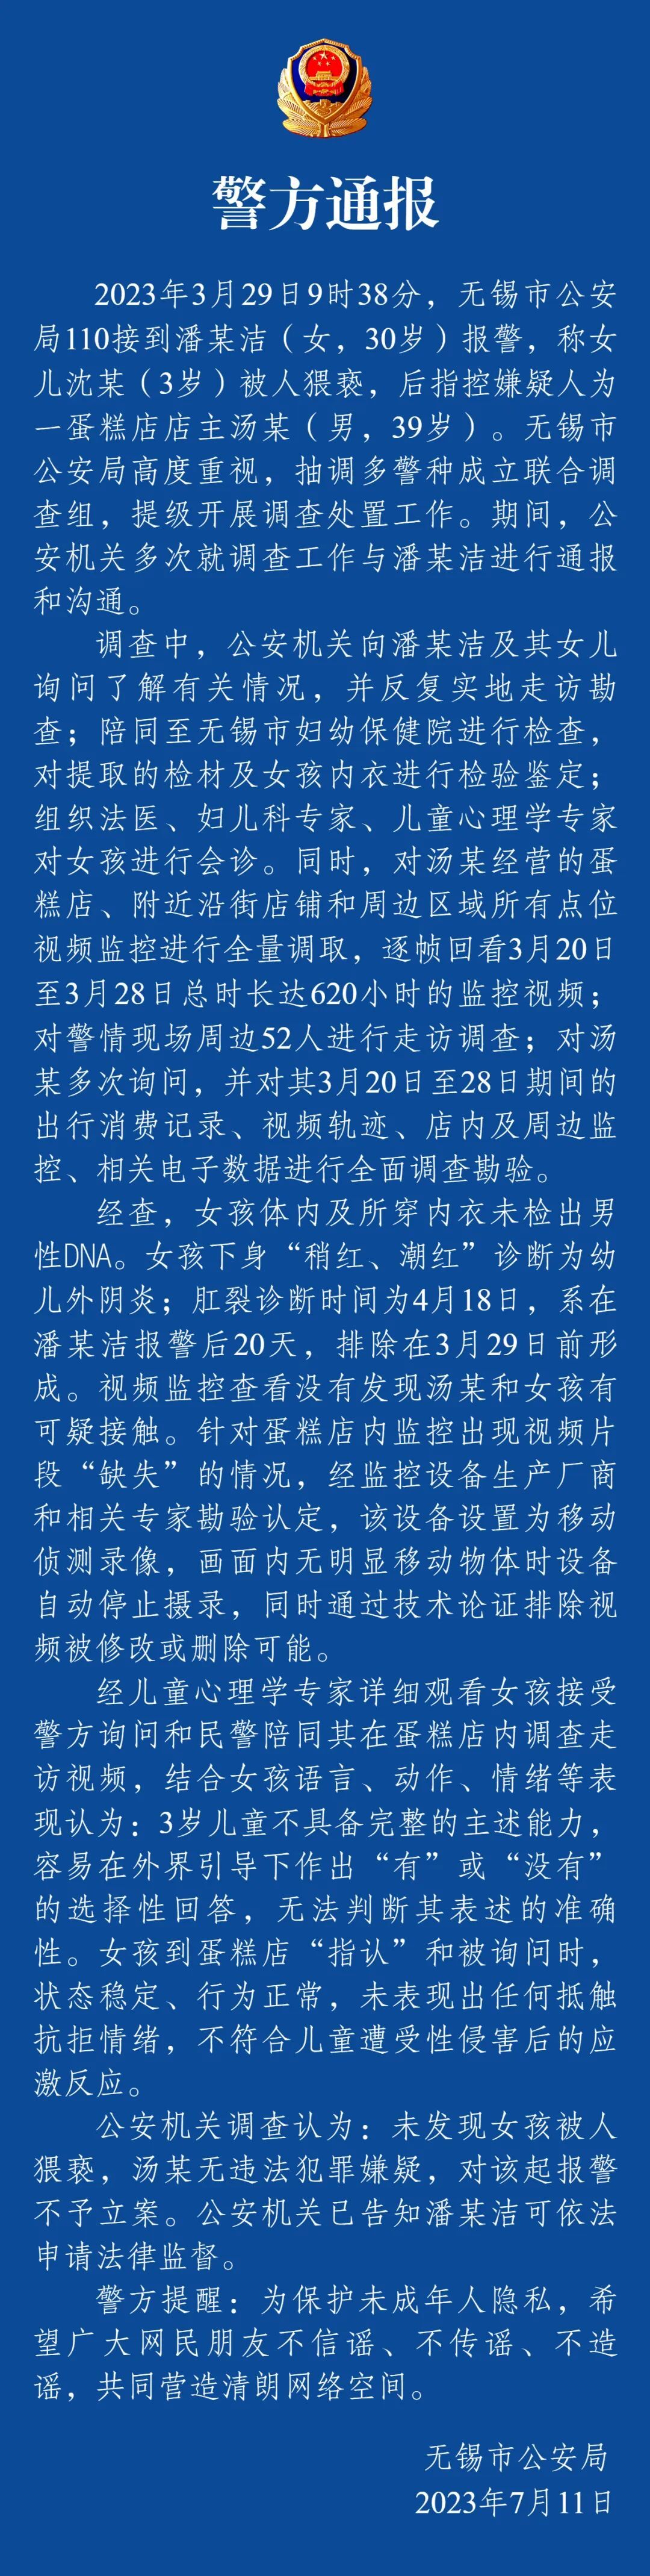 警方通报
2023年3月29日9时38分，无锡市公安
局110接到潘某洁（女，30岁）报警，称女
儿沈某（3岁）被人猥亵，后指控嫌疑人为
一蛋糕店店主汤某（男，39岁）。无锡市
公安局高度重视，抽调多警种成立联合调
查组，提级开展调查处置工作。期间，公
安机关多次就调查工作与潘某洁进行通报
和沟通。
调查中，公安机关向潘某洁及其女儿
询问了解有关情况，并反复实地走访勘
查；陪同至无锡市妇幼保健院进行检查，
对提取的检材及女孩内衣进行检验鉴定；
组织法医、妇儿科专家、儿童心理学专家
对女孩进行会诊。同时，对汤某经营的蛋
糕店、附近沿街店铺和周边区域所有点位
视频监控进行全量调取，逐帧回看3月20日
至3月28日总时长达620小时的监控视频；
对警情现场周边52人进行走访调查；对汤
某多次询问，并对其3月20日至28日期间的
出行消费记录、视频轨迹、店内及周边监
控、相关电子数据进行全面调查勘验。
经查，女孩体内及所穿内衣未检出男
性DNA。女孩下身“稍红、潮红”诊断为幼
儿外阴炎；肛裂诊断时间为4月18日，系在
潘某洁报警后20天，排除在3月29日前形
成。视频监控查看没有发现汤某和女孩有
可疑接触。针对蛋糕店内监控出现视频片
段“缺失”的情况，经监控设备生产厂商
和相关专家勘验认定，该设备设置为移动
侦测录像，画面内无明显移动物体时设备
自动停止摄录，同时通过技术论证排除视
频被修改或删除可能。
经儿童心理学专家详细观看女孩接受
警方询问和民警陪同其在蛋糕店内调查走
访视频，结合女孩语言、动作、情绪等表
现认为：3岁儿童不具备完整的主述能力，
容易在外界引导下作出“有”或“没有”
的选择性回答，无法判断其表述的准确
性。女孩到蛋糕店“指认”和被询问时，
状态稳定、行为正常，未表现出任何抵触
抗拒情绪，不符合儿童遭受性侵害后的应
激反应。
公安机关调查认为：未发现女孩被人
猥亵，汤某无违法犯罪嫌疑，对该起报警
不予立案。公安机关已告知潘某洁可依法
申请法律监督。
警方提醒：为保护未成年人隐私，希
望广大网民朋友不信谣、不传谣、不造
谣，共同营造清朗网络空间。
无锡市公安局
2023年7月11日